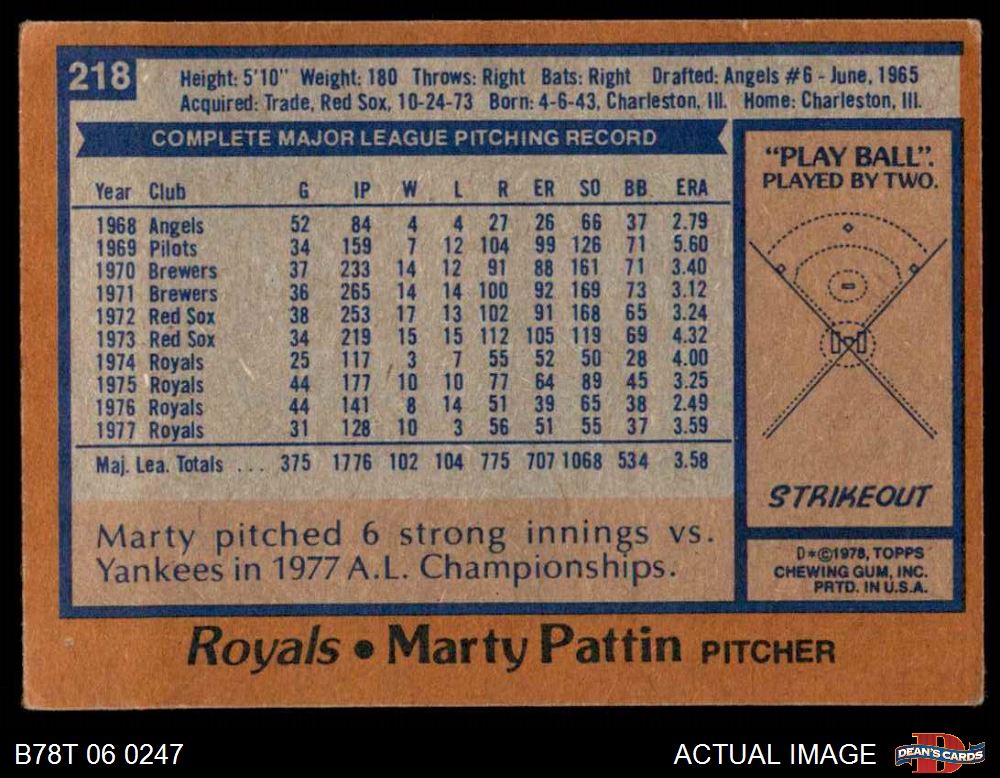 218
Height: 5'10" Weight: 180 Throws: Right Bats: Right Drafted: Angels #6 - June, 1965
Acquired: Trade, Red Sox, 10-24-73 Born: 4-6-43, Charleston, Ill. Home: Charleston, Ill.
COMPLETE MAJOR LEAGUE PITCHING RECORD
Year Club G IP W L R ER SO BB ERA
1968 Angels 52 84 4 4 27 26 66 37 2.79
1969 Pilots 34 159 7 12 104 99 126 71 5.60
1970 Brewers 37 233 14 12 91 88 161 71 3.40
1971 Brewers 36 265 14 14 100 92 169 73 3.12
1972 Red Sox 38 253 17 13 102 91 168 65 3.24
1973 Red Sox 34 219 15 15 112 105 119 69 4.32
1974 Royals 25 117 3 7 55 52 50 28 4.00
1975 Royals 44 177 10 10 77 64 89 45 3.25
1976 Royals 44 141 8 14 51 39 65 38 2.49
1977 Royals 31 128 10 3 56 51 55 37 3.59
Maj. Lea. Totals ... 375 1776 102 104 775 707 1068 534 3.58
Marty pitched 6 strong innings vs.
Yankees in 1977 A.L. Championships.
"PLAY BALL".
PLAYED BY TWO.
STRIKEOUT
D*©1978, TOPPS
CHEWING GUM, INC.
PRTD. IN U.S.A.
Royals • Marty Pattin PITCHER
B78T 06 0247
ACTUAL IMAGE
DEAN'S CARDS